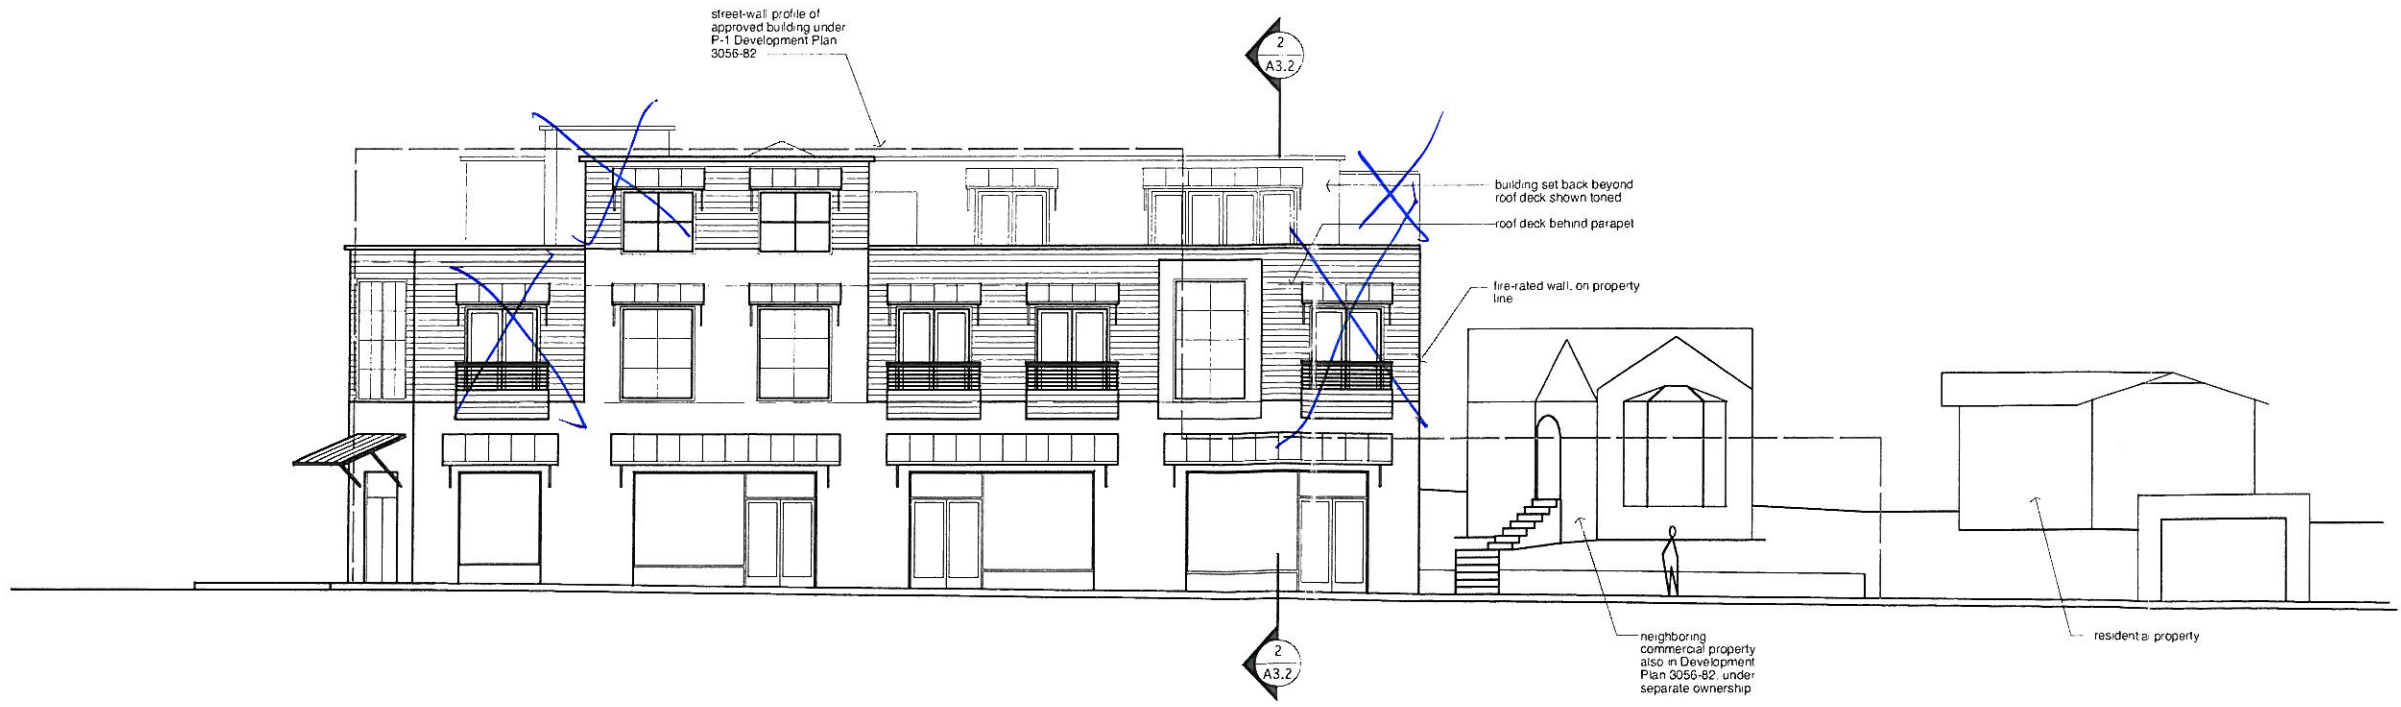 street-wall profile of
approved building under
P-1 Development Plan
3056-82
2
A3.2
building set back beyond
roof deck shown toned
roof deck behind parapet
fire-rated wall, on property
line
neighboring
commercial property
also in Development
Plan 3056-82, under
separate ownership
residential property
2
A3.2